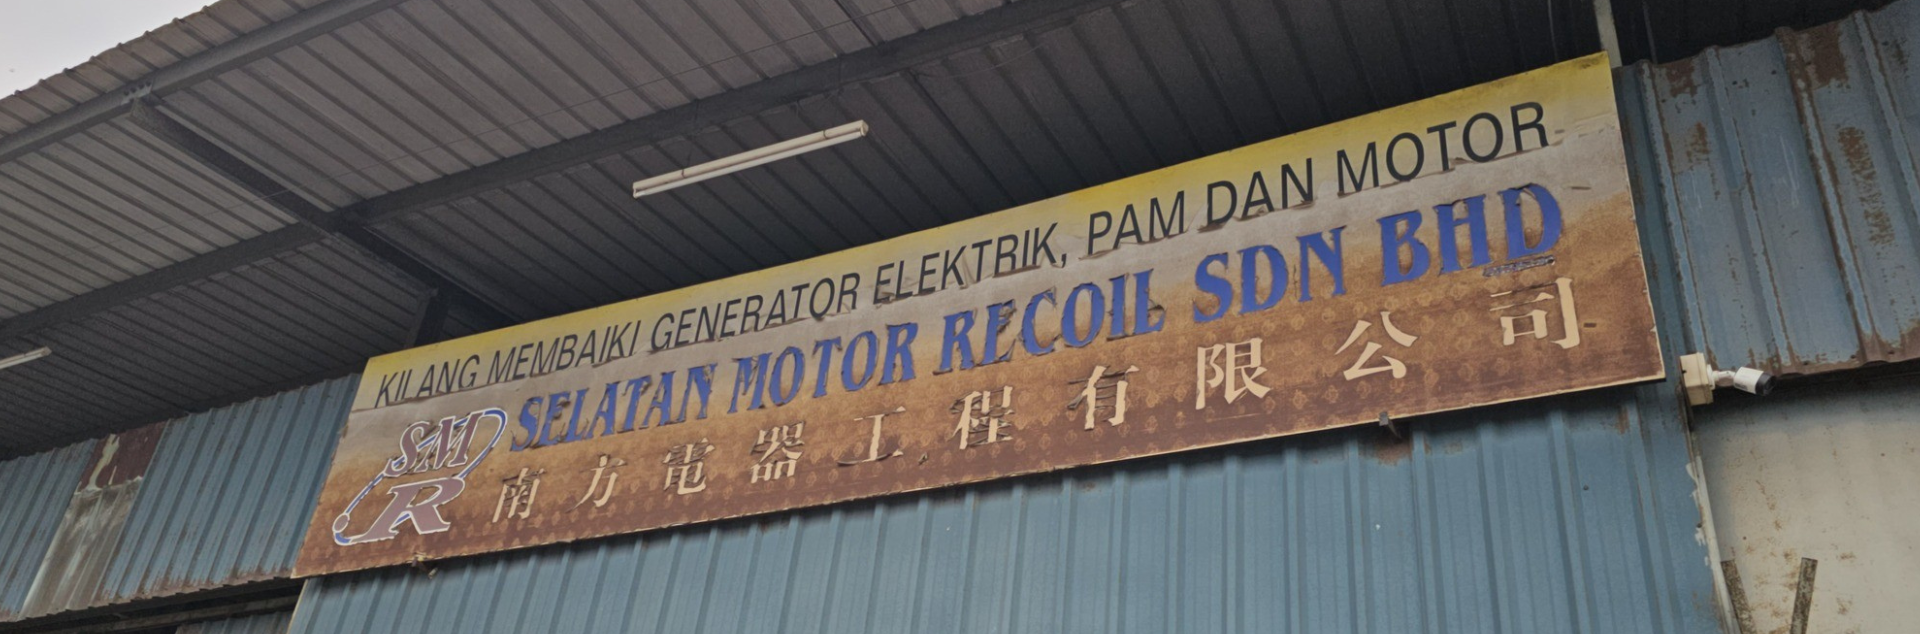 KILANG MEMBAIKI GENERATOR ELEKTRIK, PAM DAN MOTOR
SMR
SELATAN MOTOR RECOIL SDN BHD
南方電器工程有限公司